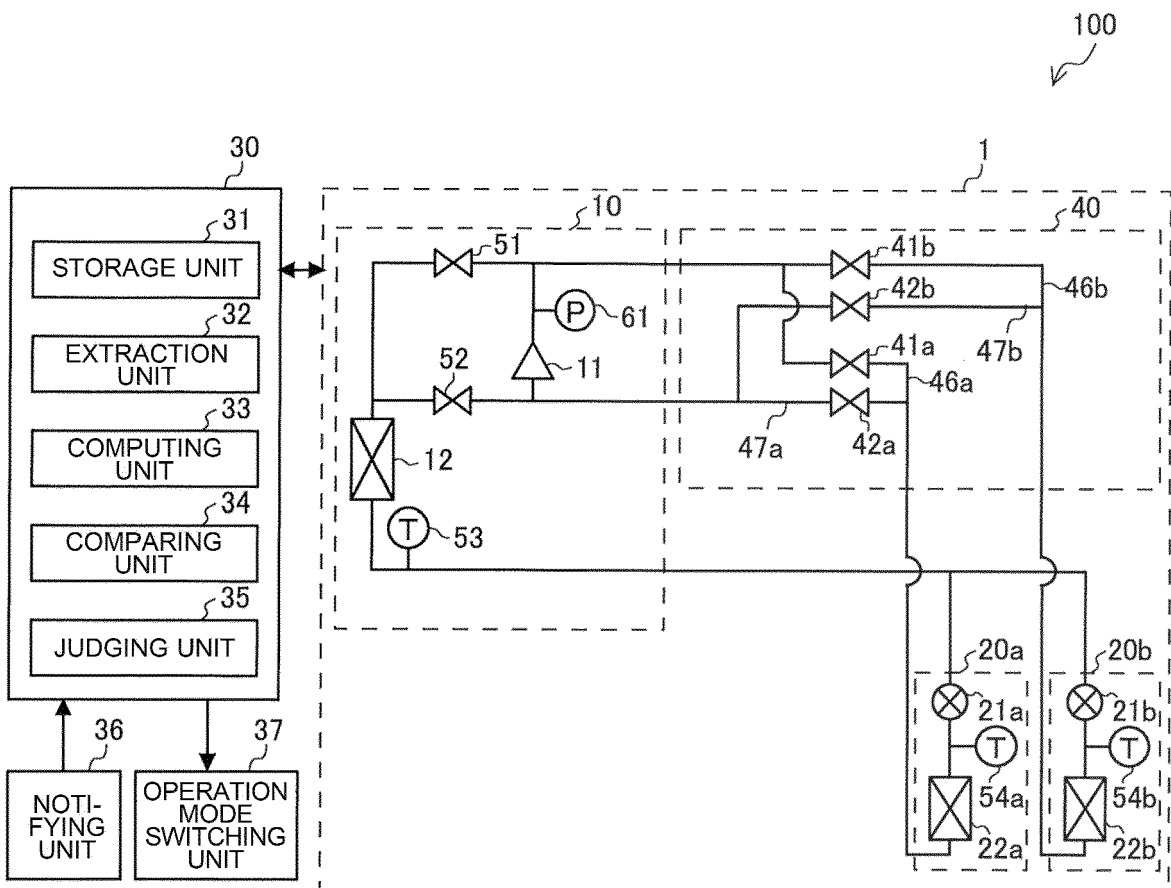 100
30
1
31
10
40
STORAGE UNIT
51
41b
46b
32
42b
EXTRACTION
UNIT
P
61
47b
41a
52
11
46a
33
COMPUTING
UNIT
12
47a
42a
34
T
53
COMPARING
UNIT
35
JUDGING UNIT
20a
20b
21a
21b
36
37
T
T
NOTI-
FYING
UNIT
OPERATION
MODE
SWITCHING
UNIT
54a
54b
22a
22b